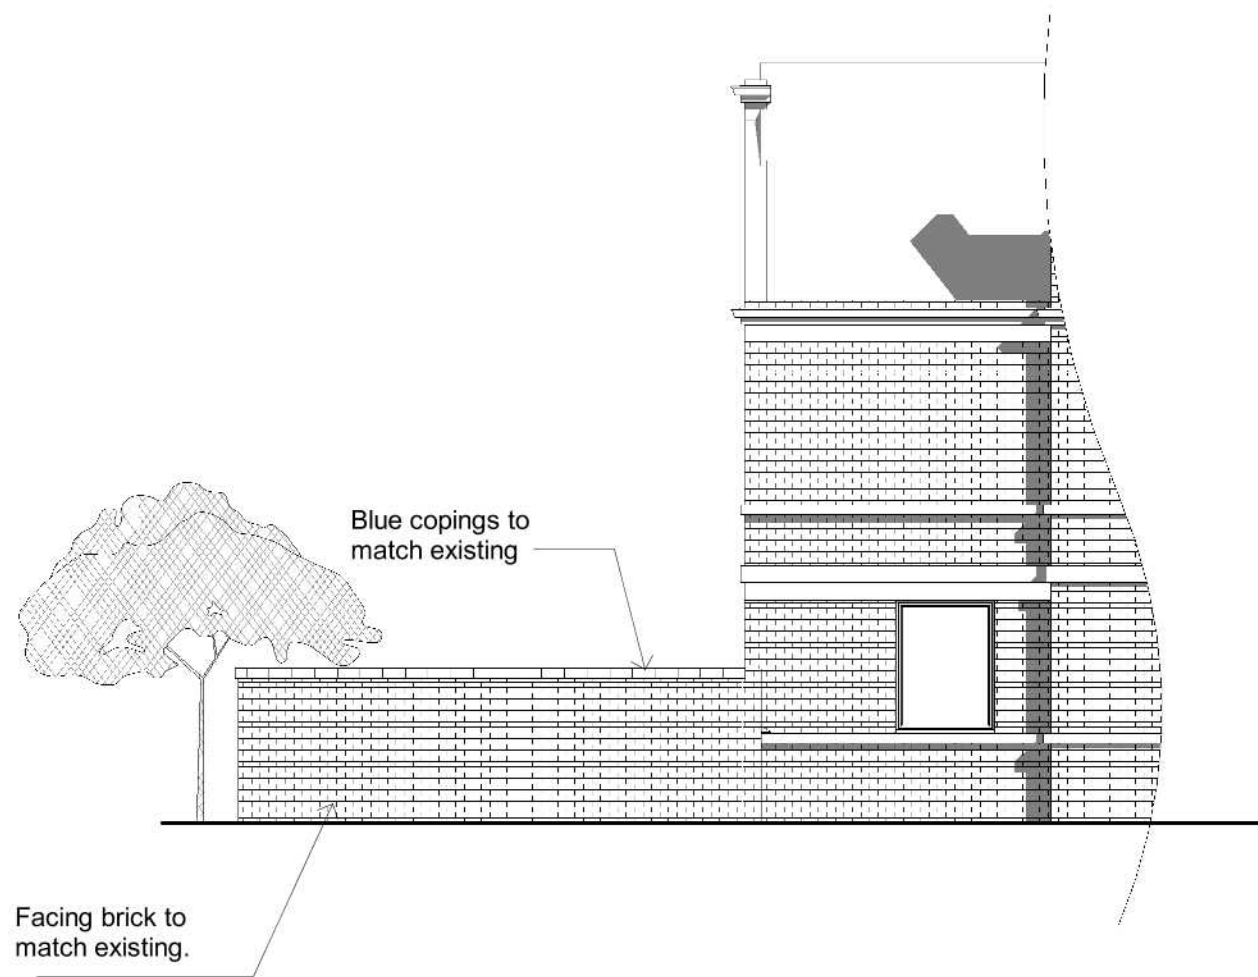 Blue copings to
match existing
Facing brick to
match existing.